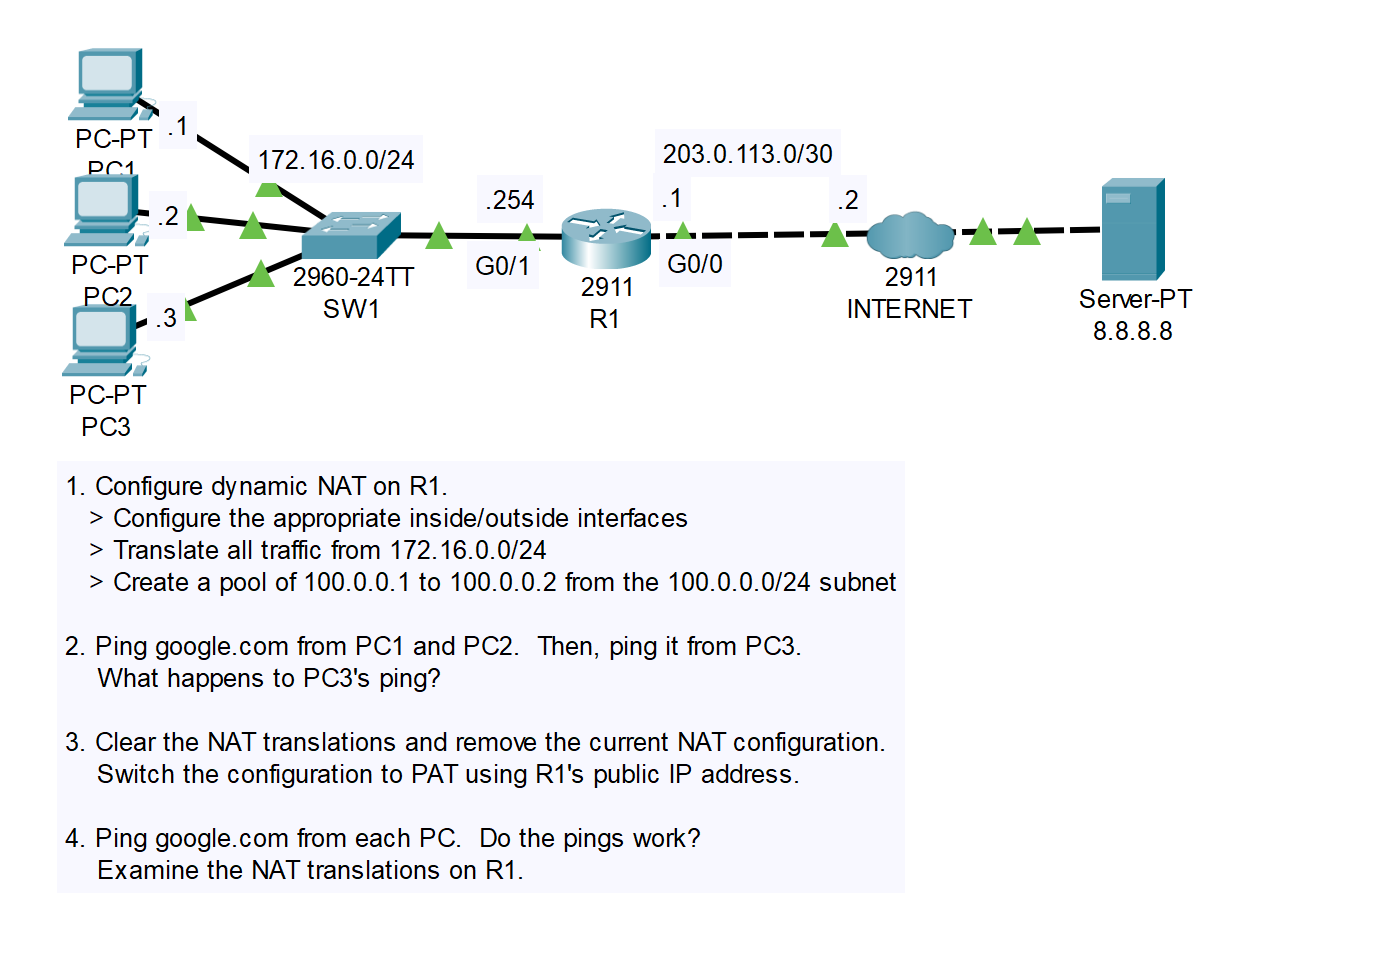 PC-PT
PC1
.1
172.16.0.0/24
203.0.113.0/30
PC-PT
PC2
.2
.254
.1
.2
G0/1
G0/0
2960-24TT
SW1
2911
R1
2911
INTERNET
Server-PT
8.8.8.8
.3
PC-PT
PC3
1. Configure dynamic NAT on R1.
> Configure the appropriate inside/outside interfaces
> Translate all traffic from 172.16.0.0/24
> Create a pool of 100.0.0.1 to 100.0.0.2 from the 100.0.0.0/24 subnet
2. Ping google.com from PC1 and PC2. Then, ping it from PC3.
What happens to PC3's ping?
3. Clear the NAT translations and remove the current NAT configuration.
Switch the configuration to PAT using R1's public IP address.
4. Ping google.com from each PC. Do the pings work?
Examine the NAT translations on R1.